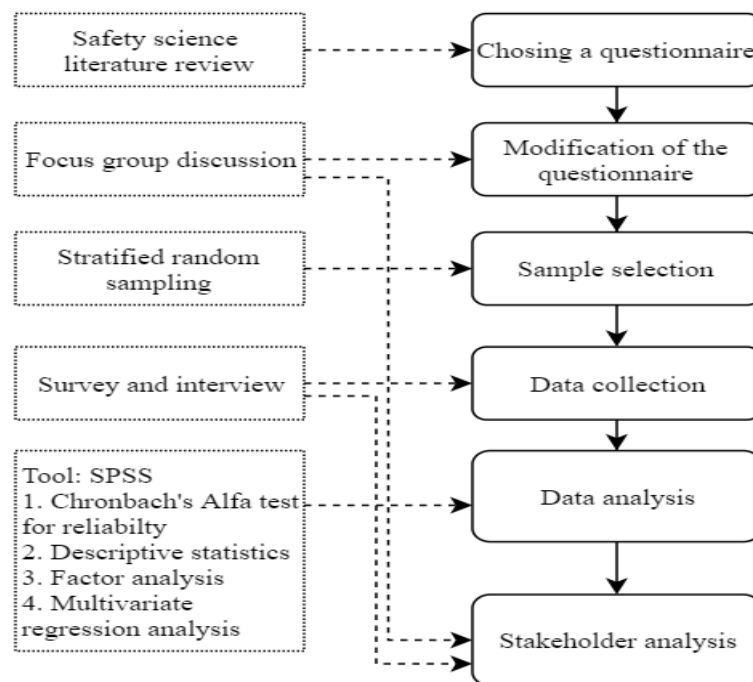 Safety science
literature review
Chosing a questionnaire
Focus group discussion
Modification of the
questionnaire
Stratified random
sampling
Sample selection
Survey and interview
Data collection
Tool: SPSS
1. Chronbach's Alfa test
for reliabilty
2. Descriptive statistics
3. Factor analysis
4. Multivariate
regression analysis
Data analysis
Stakeholder analysis